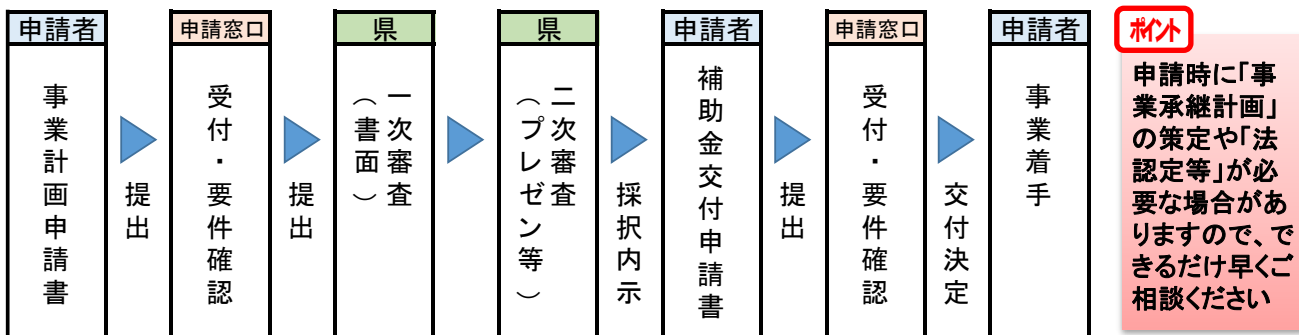 申請者
事業計画申請書
提出
申請窓口
受付・要件確認
提出
県
一次審査
（書面）
県
二次審査
（プレゼン等）
採択内示
申請者
補助金交付申請書
提出
申請窓口
受付・要件確認
交付決定
申請者
事業着手
ポイント
申請時に「事
業承継計画」
の策定や「法
認定等」が必
要な場合があ
りますので、で
きるだけ早くご
相談ください